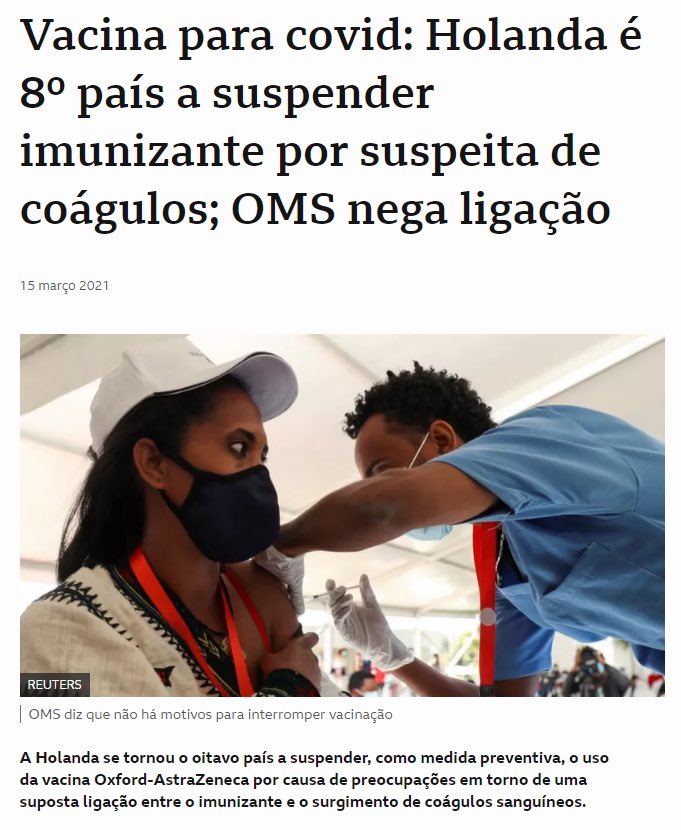 Vacina para covid: Holanda é
8º país a suspender
imunizante por suspeita de
coágulos; OMS nega ligação
15 março 2021
REUTERS
OMS diz que não há motivos para interromper vacinação
A Holanda se tornou o oitavo país a suspender, como medida preventiva, o uso
da vacina Oxford-AstraZeneca por causa de preocupações em torno de uma
suposta ligação entre o imunizante e o surgimento de coágulos sanguíneos.